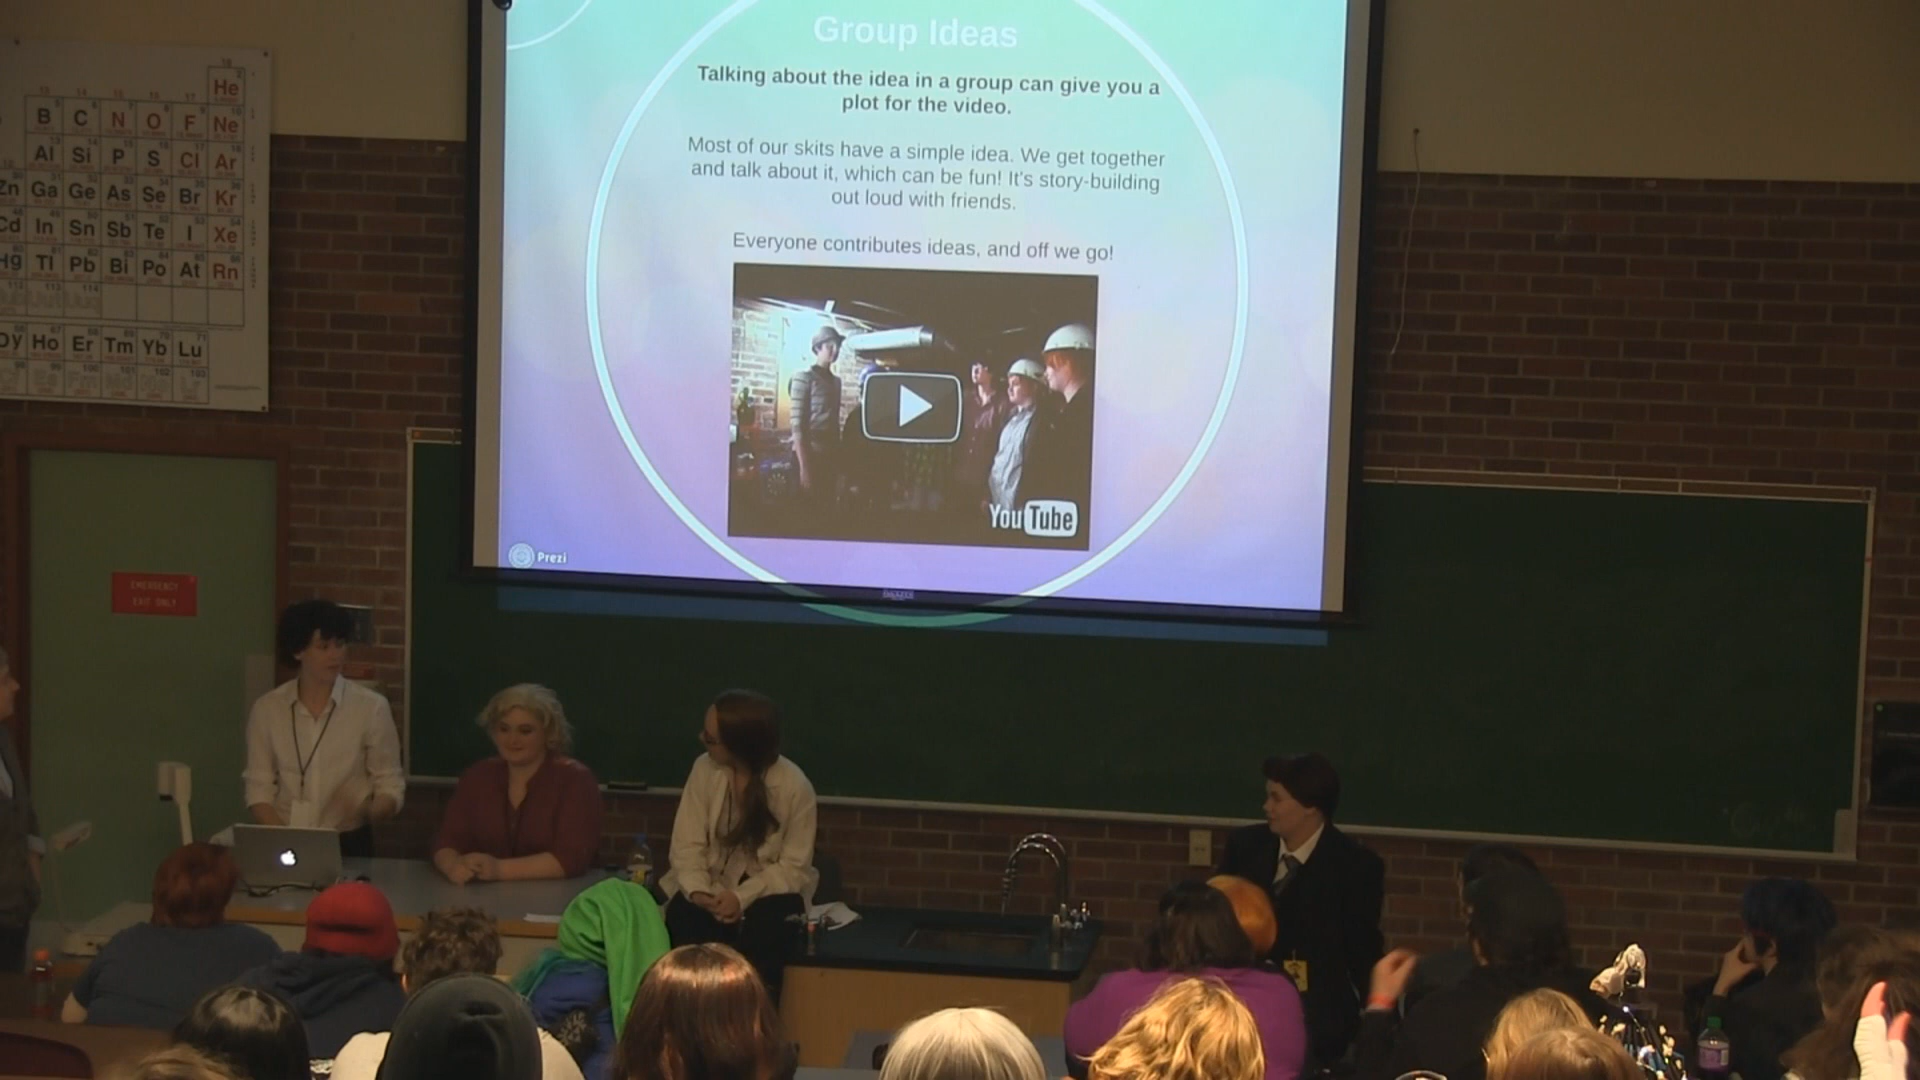 Group Ideas
Talking about the idea in a group can give you a
plot for the video.
Most of our skits have a simple idea. We get together
and talk about it, which can be fun! It's story-building
out loud with friends.
Everyone contributes ideas, and off we go!
YouTube
Prezi
He
B C N O F Ne
Al Si P S Cl Ar
Zn Ga Ge As Se Br Kr
Cd In Sn Sb Te I Xe
Hg Tl Pb Bi Po At Rn
Dy Ho Er Tm Yb Lu
EMERGENCY
EXIT ONLY